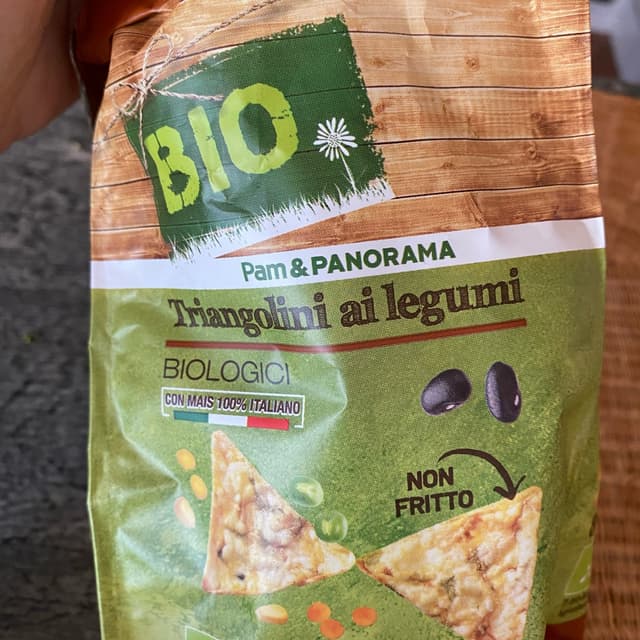 BIO
Pam & PANORAMA
Triangolini ai legumi
BIOLOGICI
CON MAIS 100% ITALIANO
NON
FRITTO